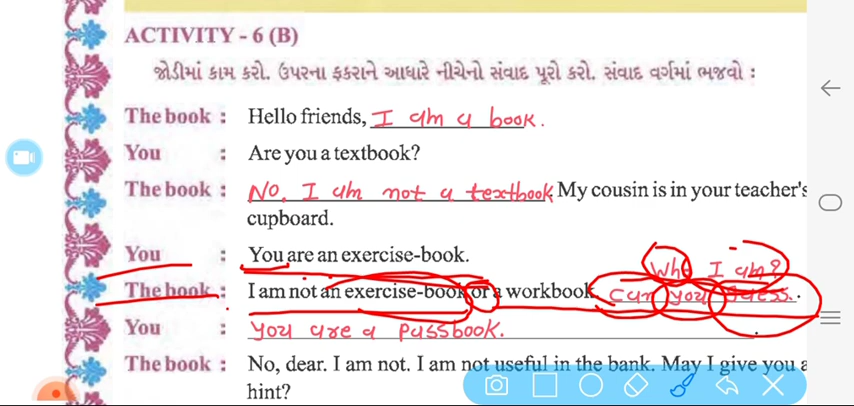 ACTIVITY - 6 (B)
જોડીમાં કામ કરો. ઉપરના ફકરાને આધારે નીચેનો સંવાદ પૂરો કરો. સંવાદ વર્ગમાં ભજવો :
The book : Hello friends, I am a book.
You : Are you a textbook?
The book : No, I am not a textbook. My cousin is in your teacher's
cupboard.
You : You are an exercise-book.
Who I am?
The book : I am not an exercise-book or a workbook. Can you guess.
You : You are a passbook.
The book : No, dear. I am not. I am not useful in the bank. May I give you a
hint?